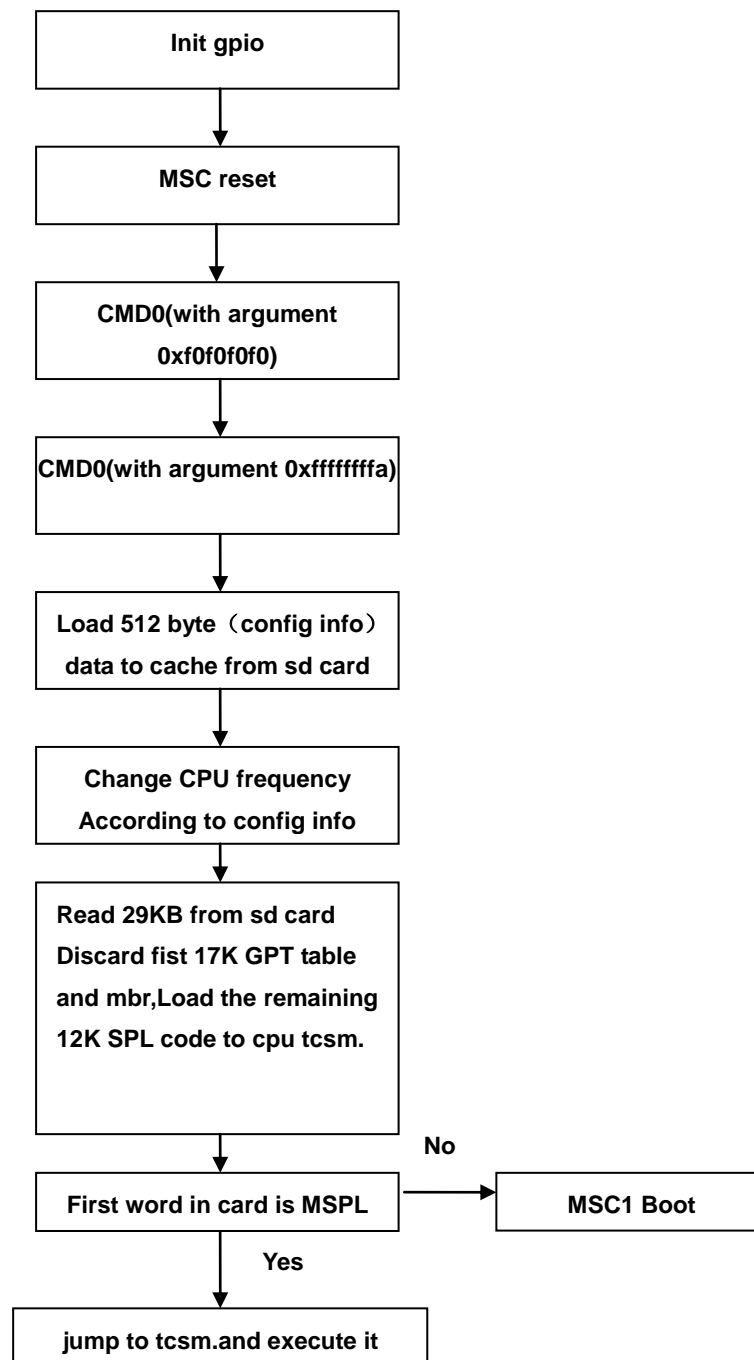 Init gpio
MSC reset
CMD0(with argument
0xf0f0f0f0)
CMD0(with argument 0xffffffffa)
Load 512 byte（config info）
data to cache from sd card
Change CPU frequency
According to config info
Read 29KB from sd card
Discard fist 17K GPT table
and mbr,Load the remaining
12K SPL code to cpu tcsm.
No
First word in card is MSPL
MSC1 Boot
Yes
jump to tcsm.and execute it